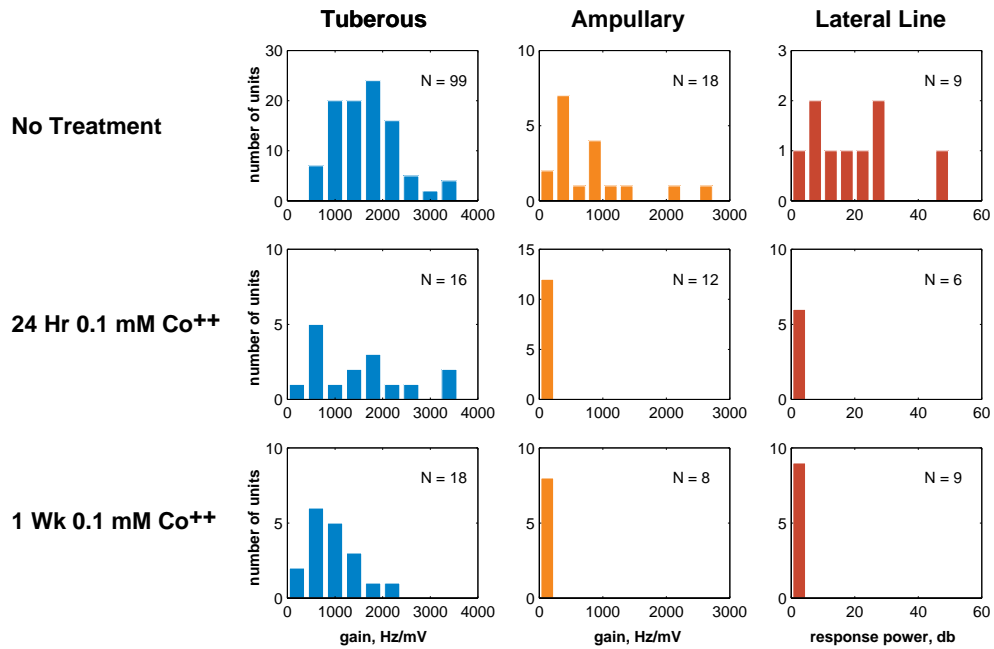 Tuberous Ampullary Lateral Line
No Treatment
number of units
30
20
10
0
N = 99
0 1000 2000 3000 4000
10
5
0
N = 18
0 1000 2000 3000
3
2
1
0
N = 9
0 20 40 60
24 Hr 0.1 mM Co++
number of units
10
5
0
N = 16
0 1000 2000 3000 4000
15
10
5
0
N = 12
0 1000 2000 3000
10
5
0
N = 6
0 20 40 60
1 Wk 0.1 mM Co++
number of units
10
5
0
N = 18
0 1000 2000 3000 4000
gain, Hz/mV
10
5
0
N = 8
0 1000 2000 3000
gain, Hz/mV
10
5
0
N = 9
0 20 40 60
response power, db